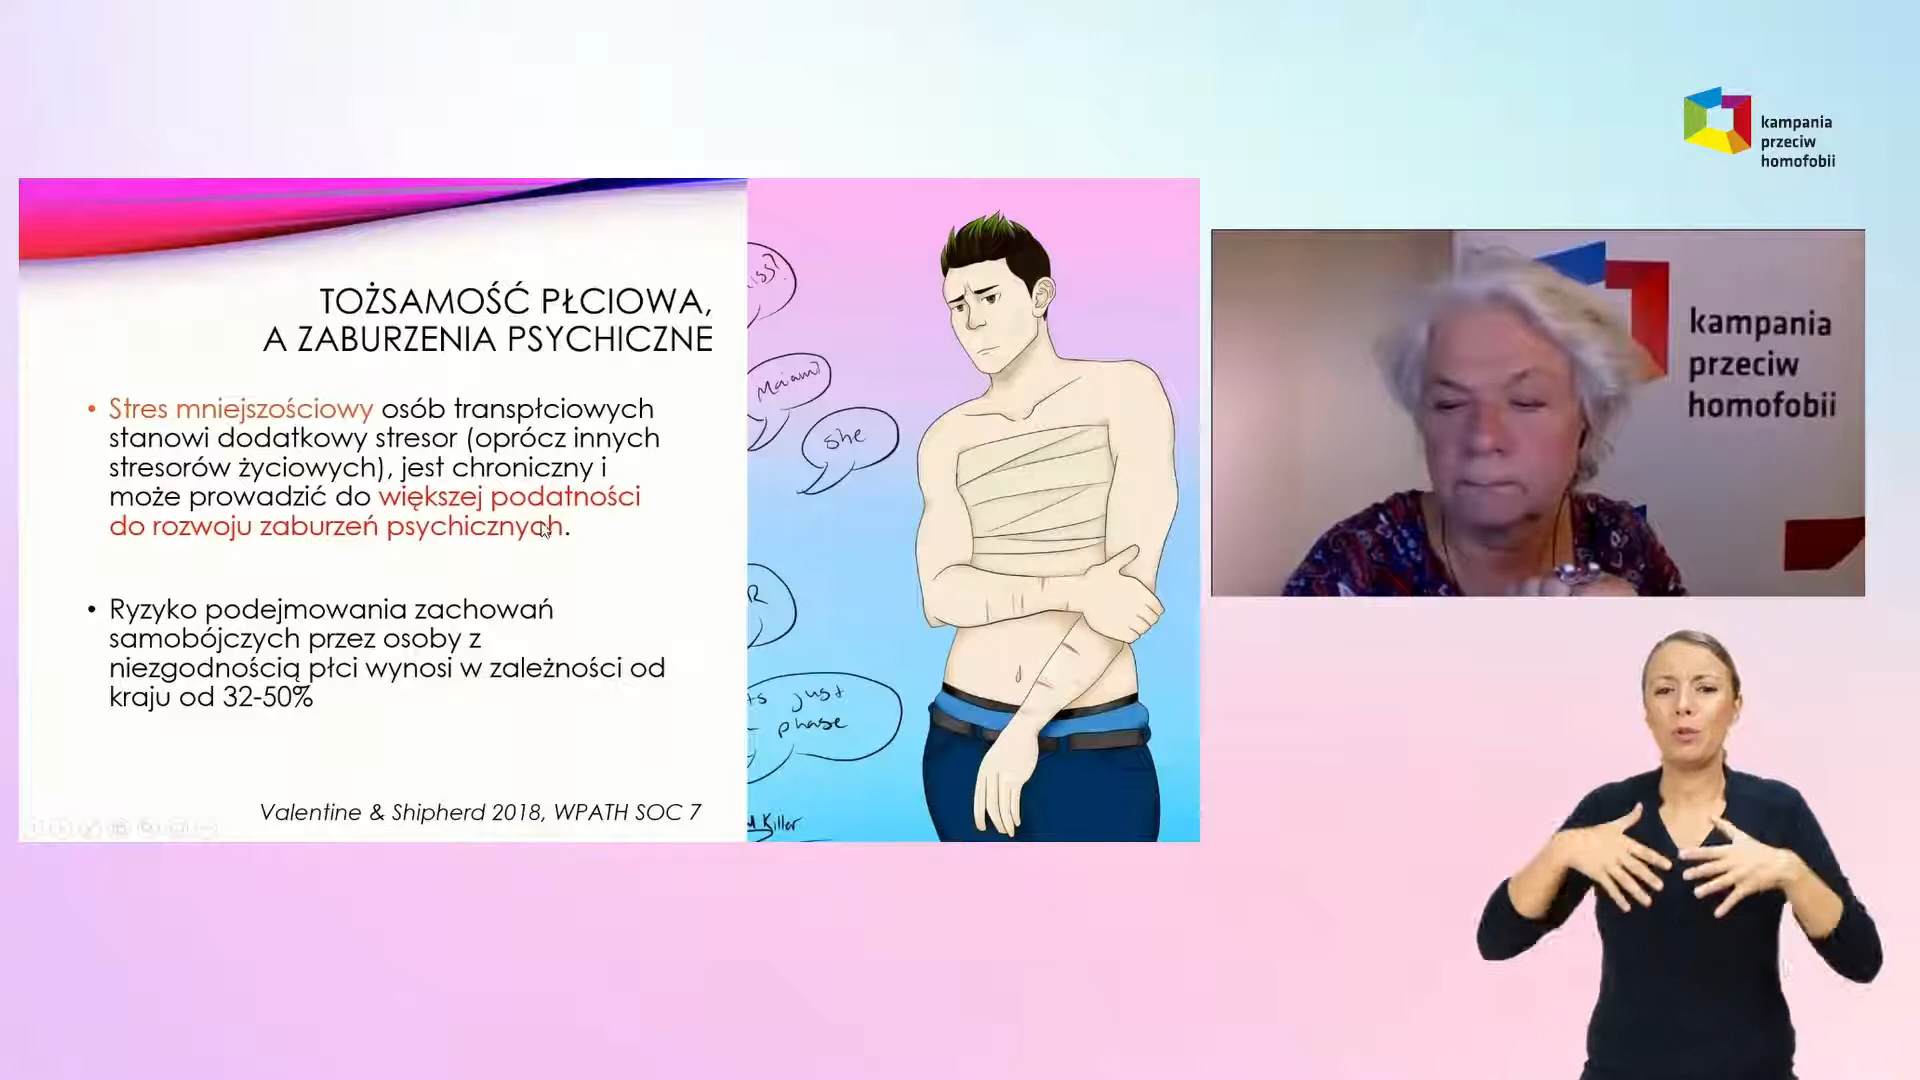 kampania
przeciw
homofobii
TOŻSAMOŚĆ PŁCIOWA,
A ZABURZENIA PSYCHICZNE
• Stres mniejszościowy osób transpłciowych
stanowi dodatkowy stresor (oprócz innych
stresorów życiowych), jest chroniczny i
może prowadzić do większej podatności
do rozwoju zaburzeń psychicznych.
• Ryzyko podejmowania zachowań
samobójczych przez osoby z
niezgodnością płci wynosi w zależności od
kraju od 32-50%
Valentine & Shipherd 2018, WPATH SOC 7
she
just
phase
Killer
kampania
przeciw
homofobii